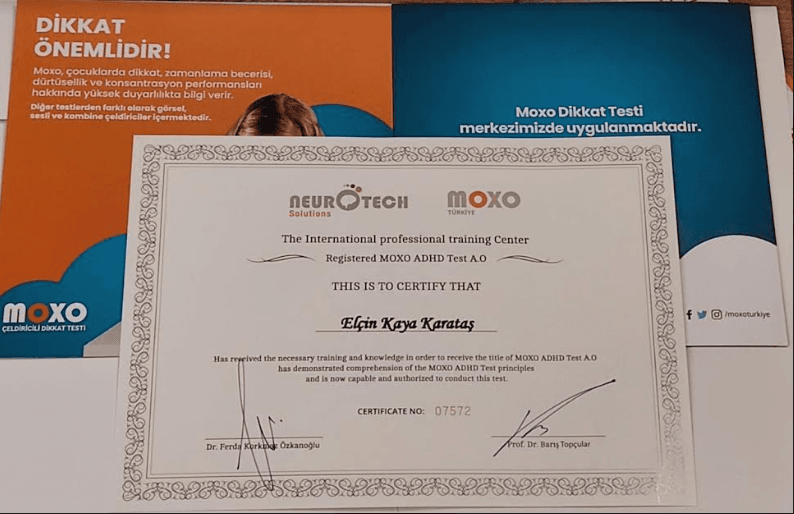 DİKKAT
ÖNEMLİDİR!
Moxo, çocuklarda dikkat, zamanlama becerisi,
dürtüsellik ve konsantrasyon performansları
hakkında yüksek duyarlılıkta bilgi verir.
Diğer testlerden farklı olarak görsel,
sesli ve kombine çeldiriciler içermektedir.
Moxo Dikkat Testi
merkezimizde uygulanmaktadır.
NEUROTECH
Solutions
MOXO
TÜRKİYE
The International professional training Center
Registered MOXO ADHD Test A.O
THIS IS TO CERTIFY THAT
Elçin Kaya Karataş
Has received the necessary training and knowledge in order to receive the title of MOXO ADHD Test A.O
has demonstrated comprehension of the MOXO ADHD Test principles
and is now capable and authorized to conduct this test.
CERTIFICATE NO: 07572
Dr. Ferda Korkmaz Özkanoğlu
Prof. Dr. Barış Topçular
MOXO
ÇELDİRİCİLİ DİKKAT TESTİ
/moxoturkiye